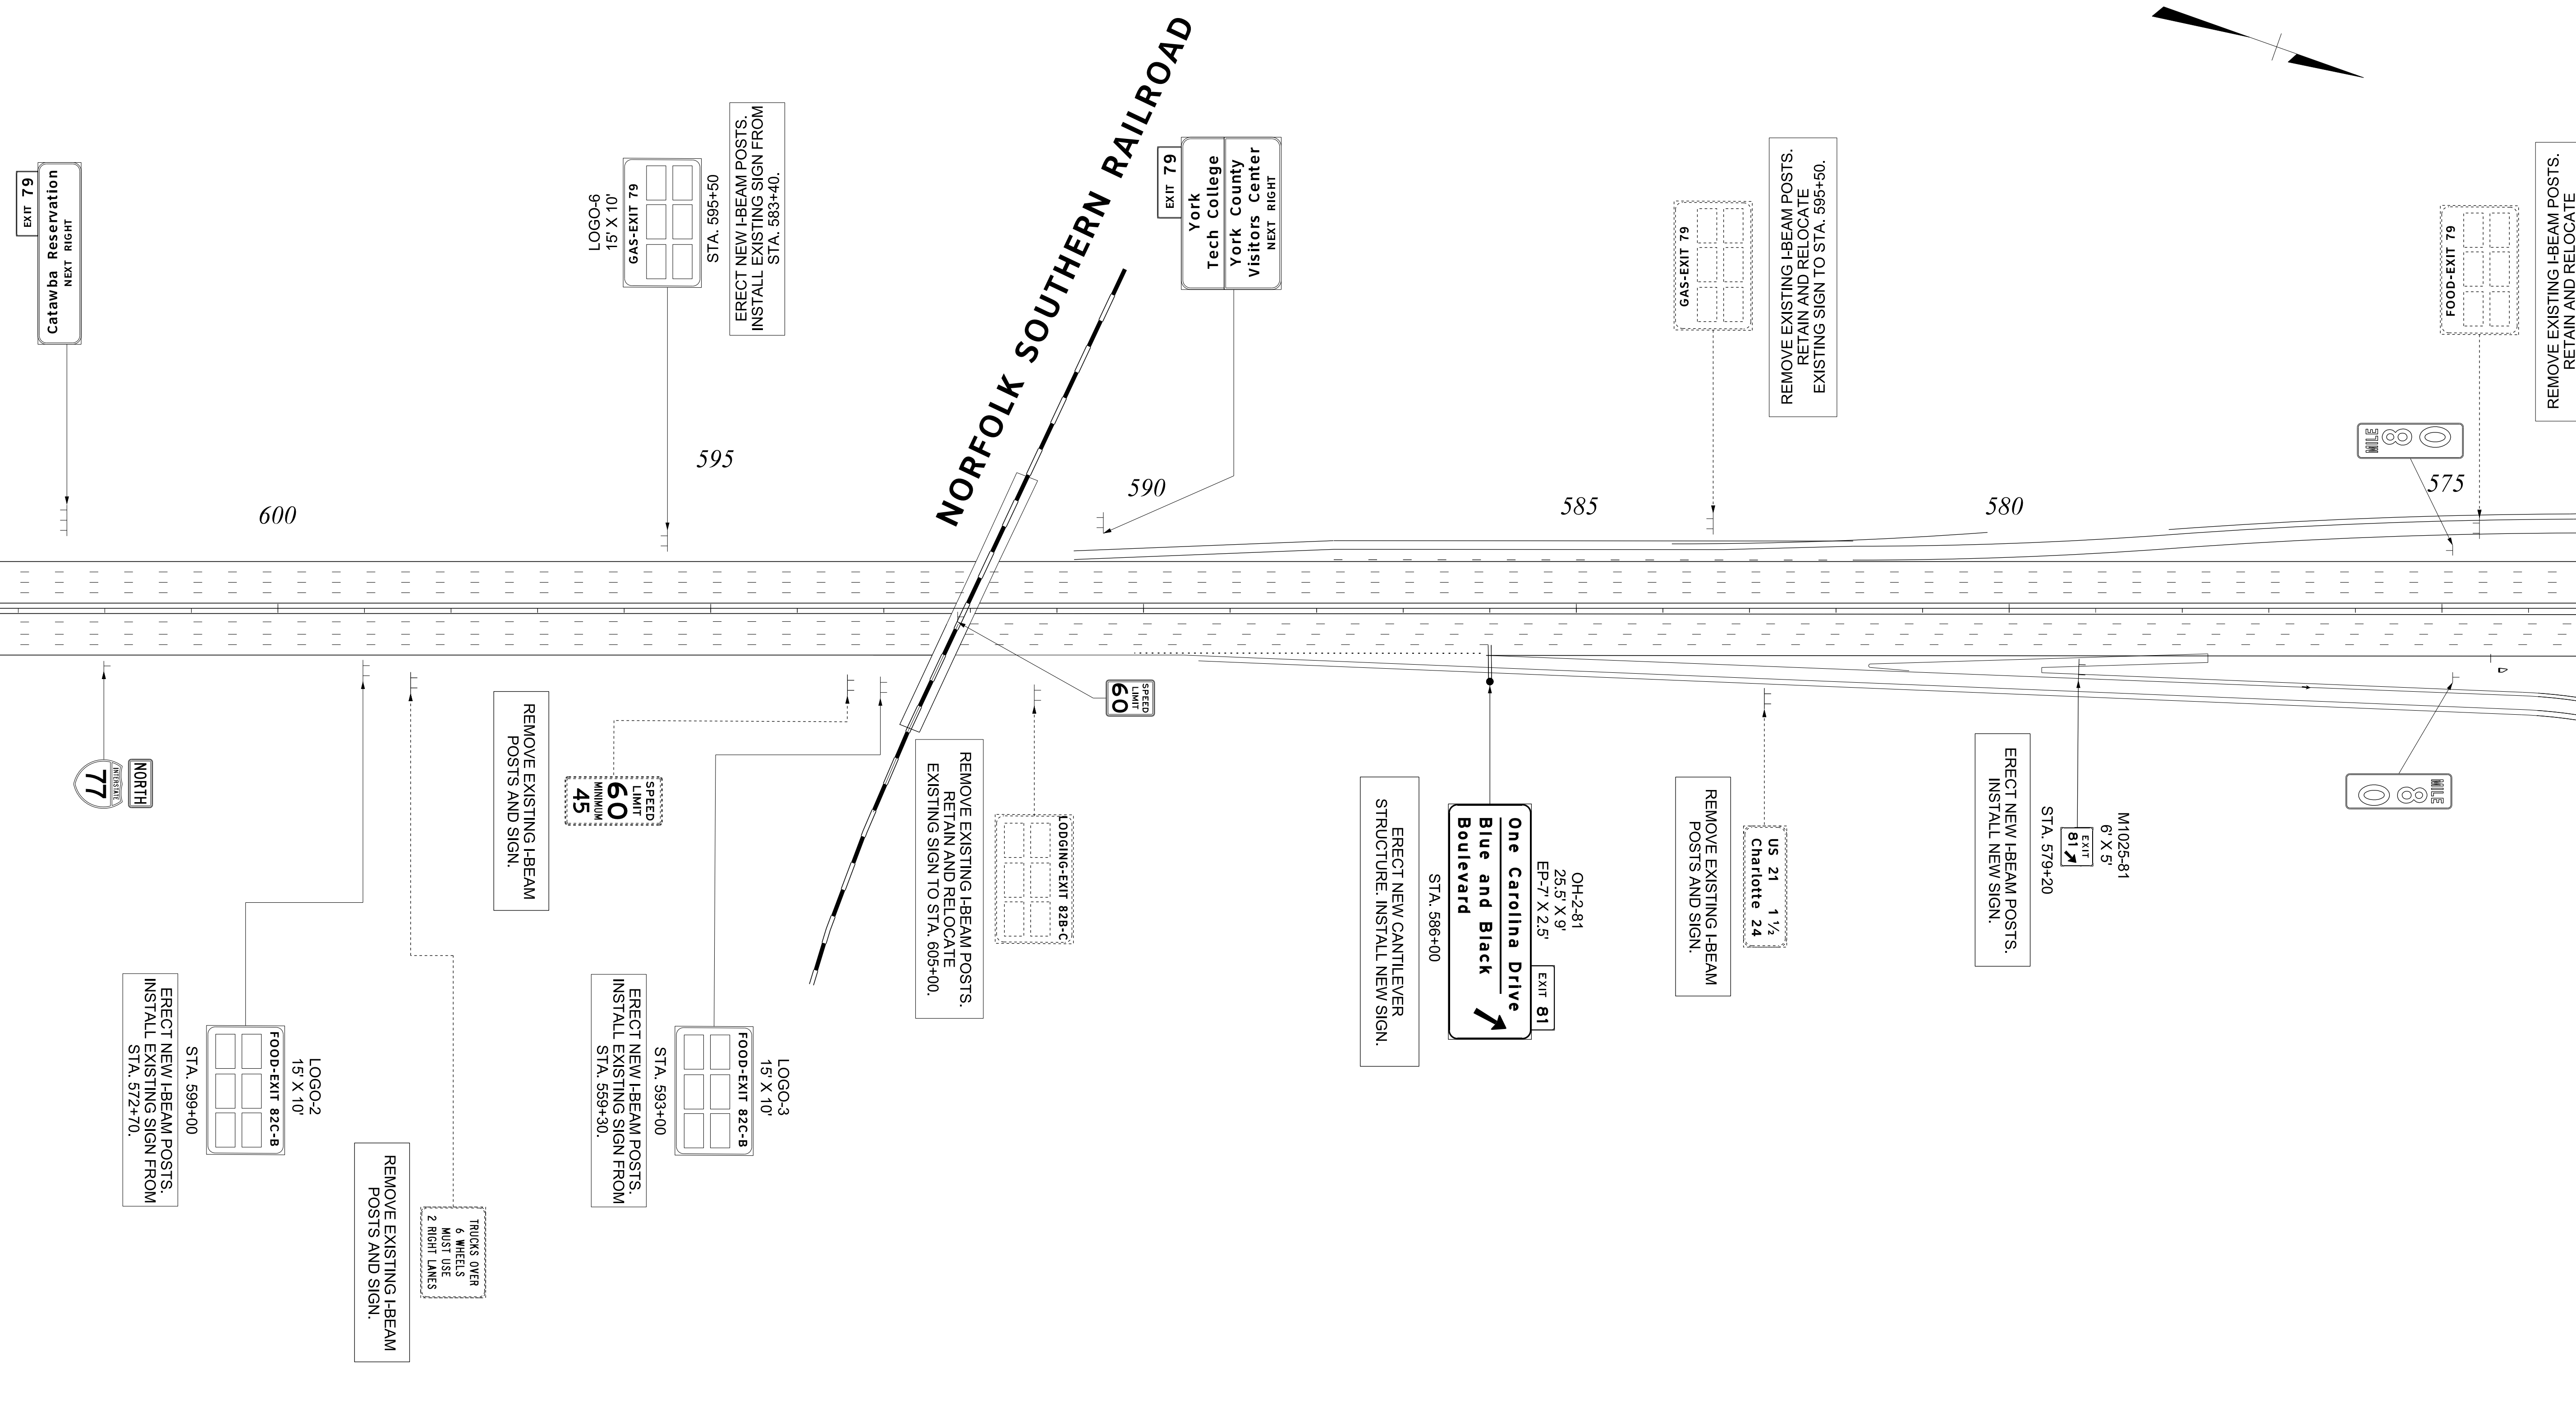 EXIT 79
Catawba Reservation
NEXT RIGHT
LOGO-6
15' X 10'
GAS-EXIT 79
STA. 595+50
ERECT NEW I-BEAM POSTS.
INSTALL EXISTING SIGN FROM
STA. 583+40.
NORFOLK SOUTHERN RAILROAD
EXIT 79
York
Tech College
York County
Visitors Center
NEXT RIGHT
GAS-EXIT 79
REMOVE EXISTING I-BEAM POSTS.
RETAIN AND RELOCATE
EXISTING SIGN TO STA. 595+50.
FOOD-EXIT 79
REMOVE EXISTING I-BEAM POSTS.
RETAIN AND RELOCATE
MILE
80
600
595
590
585
580
575
NORTH
INTERSTATE
77
REMOVE EXISTING I-BEAM
POSTS AND SIGN.
SPEED
LIMIT
60
MINIMUM
45
SPEED
LIMIT
60
REMOVE EXISTING I-BEAM POSTS.
RETAIN AND RELOCATE
EXISTING SIGN TO STA. 605+00.
LODGING-EXIT 82B-C
ERECT NEW CANTILEVER
STRUCTURE. INSTALL NEW SIGN.
STA. 586+00
OH-2-81
25.5' X 9'
EP-7' X 2.5'
EXIT 81
One Carolina Drive
Blue and Black
Boulevard
REMOVE EXISTING I-BEAM
POSTS AND SIGN.
US 21 1 ½
Charlotte 24
ERECT NEW I-BEAM POSTS.
INSTALL NEW SIGN.
STA. 579+20
M1025-81
6' X 5'
EXIT
81
MILE
80
ERECT NEW I-BEAM POSTS.
INSTALL EXISTING SIGN FROM
STA. 572+70.
STA. 599+00
LOGO-2
15' X 10'
FOOD-EXIT 82C-B
REMOVE EXISTING I-BEAM
POSTS AND SIGN.
TRUCKS OVER
6 WHEELS
MUST USE
2 RIGHT LANES
ERECT NEW I-BEAM POSTS.
INSTALL EXISTING SIGN FROM
STA. 559+30.
STA. 593+00
LOGO-3
15' X 10'
FOOD-EXIT 82C-B